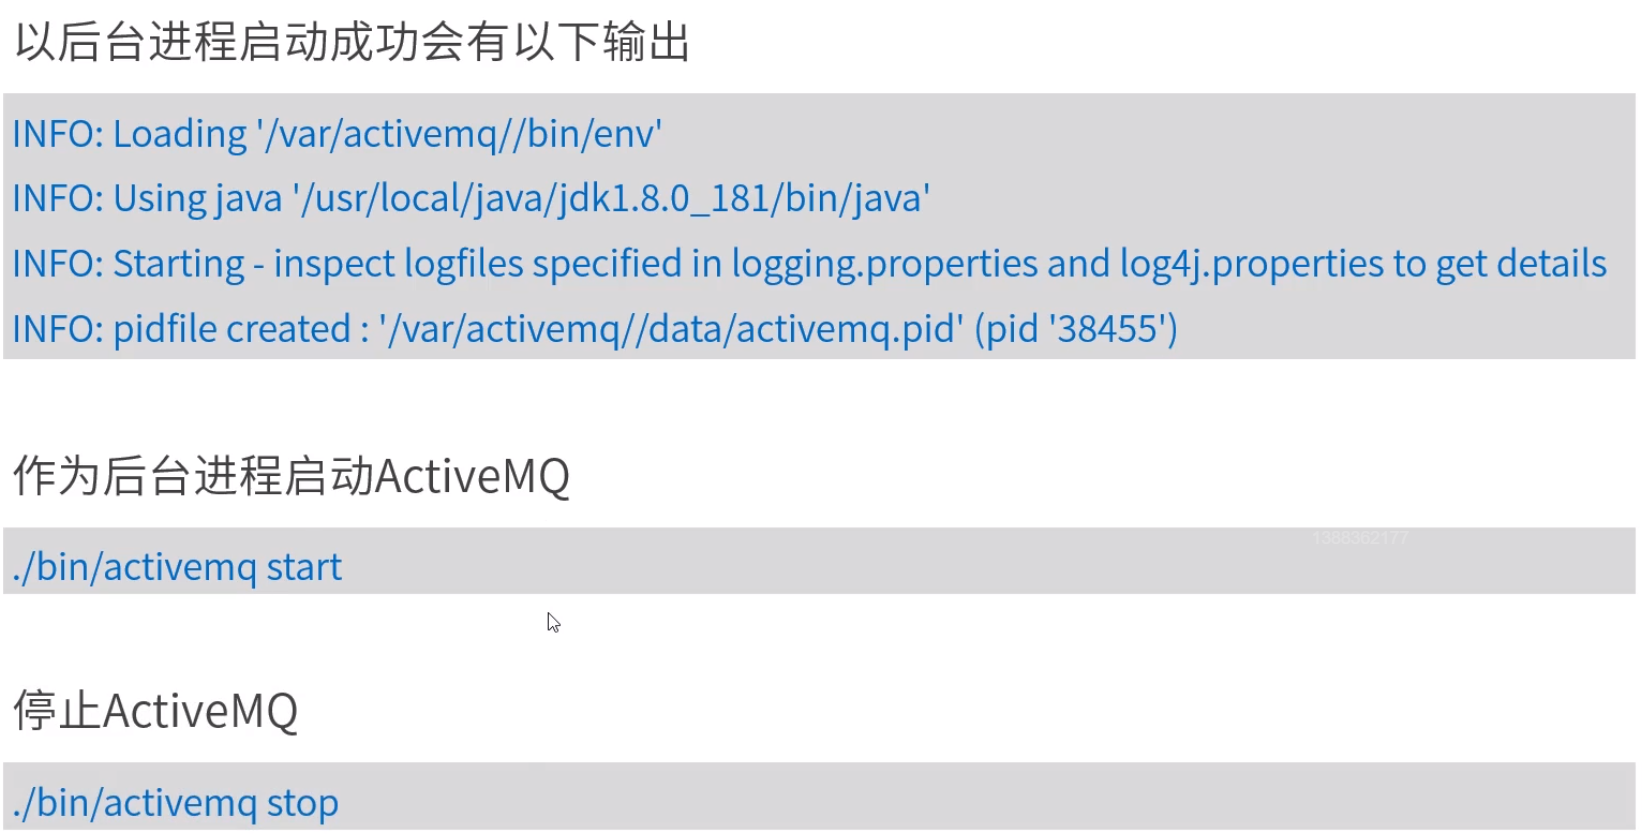 以后台进程启动成功会有以下输出
INFO: Loading '/var/activemq//bin/env'
INFO: Using java '/usr/local/java/jdk1.8.0_181/bin/java'
INFO: Starting - inspect logfiles specified in logging.properties and log4j.properties to get details
INFO: pidfile created : '/var/activemq//data/activemq.pid' (pid '38455')
作为后台进程启动ActiveMQ
1388362177
./bin/activemq start
停止ActiveMQ
./bin/activemq stop